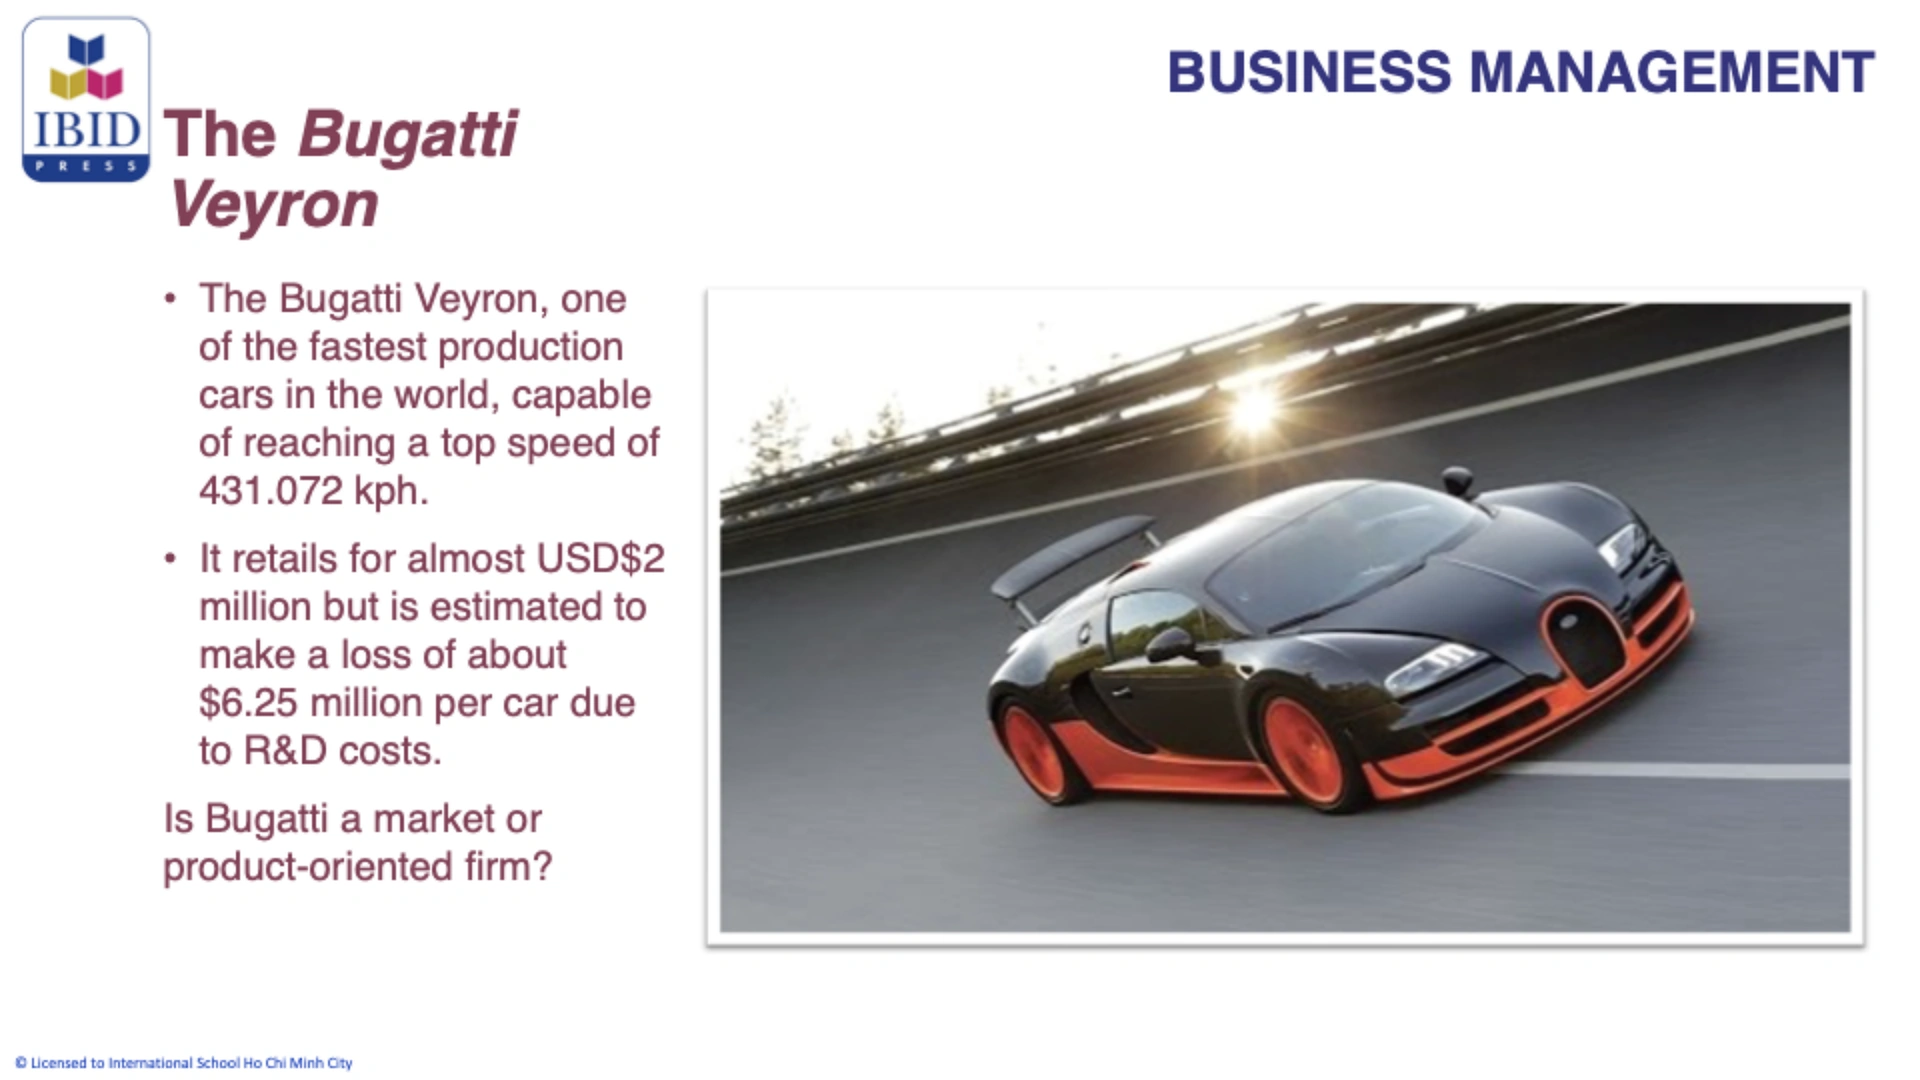 IBID
PRESS
BUSINESS MANAGEMENT
The Bugatti
Veyron
• The Bugatti Veyron, one
of the fastest production
cars in the world, capable
of reaching a top speed of
431.072 kph.
• It retails for almost USD$2
million but is estimated to
make a loss of about
$6.25 million per car due
to R&D costs.
Is Bugatti a market or
product-oriented firm?
© Licensed to International School Ho Chi Minh City